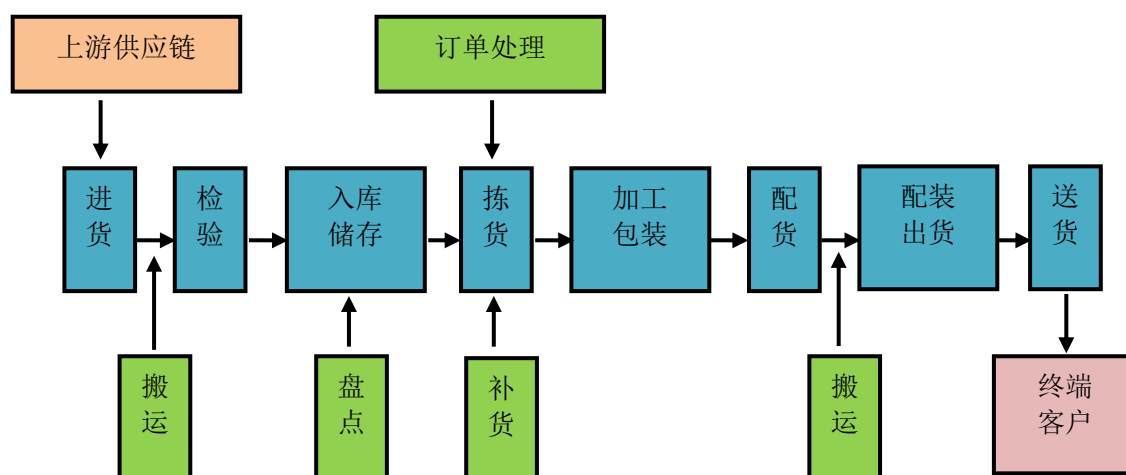 上游供应链
订单处理
进
货
检
验
入库
储存
拣
货
加工
包装
配
货
配装
出货
送
货
搬
运
盘
点
补
货
搬
运
终端
客户